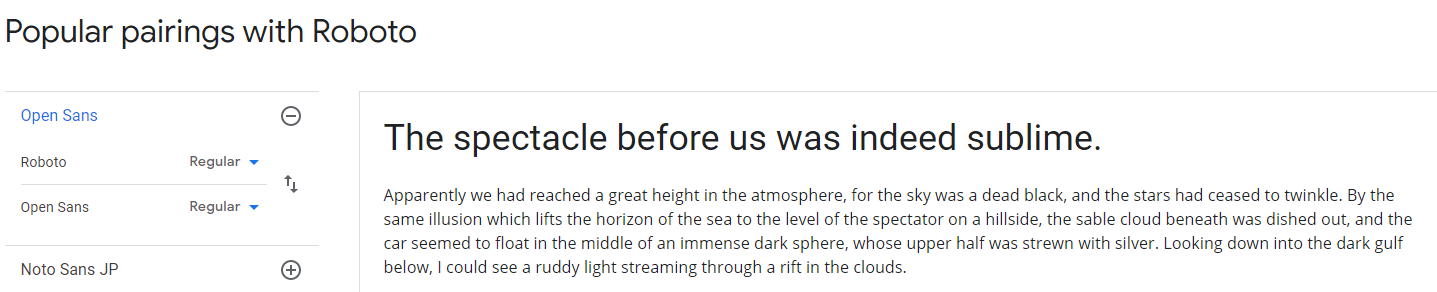 Popular pairings with Roboto
Open Sans
Roboto Regular
Open Sans Regular
Noto Sans JP
The spectacle before us was indeed sublime.
Apparently we had reached a great height in the atmosphere, for the sky was a dead black, and the stars had ceased to twinkle. By the
same illusion which lifts the horizon of the sea to the level of the spectator on a hillside, the sable cloud beneath was dished out, and the
car seemed to float in the middle of an immense dark sphere, whose upper half was strewn with silver. Looking down into the dark gulf
below, I could see a ruddy light streaming through a rift in the clouds.